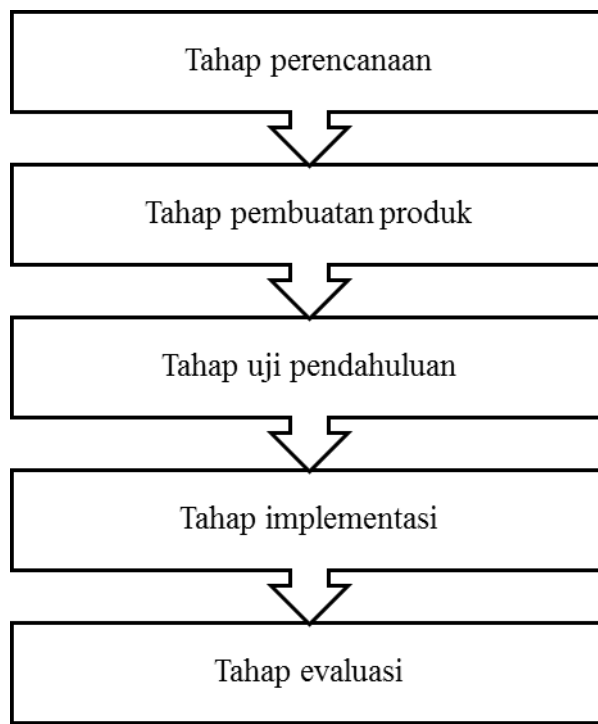 Tahap perencanaan
Tahap pembuatan produk
Tahap uji pendahuluan
Tahap implementasi
Tahap evaluasi